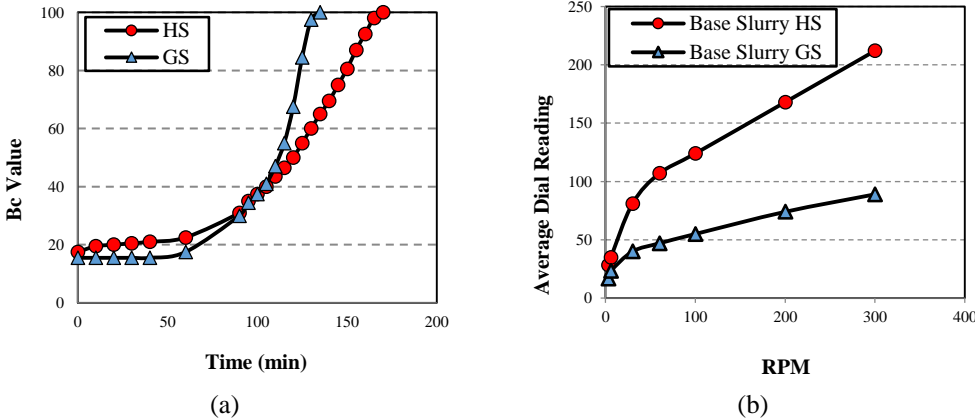 HS
GS
Bc Value
100
80
60
40
20
0
0 50 100 150 200
Time (min)
(a)
Base Slurry HS
Base Slurry GS
Average Dial Reading
250
200
150
100
50
0
0 100 200 300 400
RPM
(b)